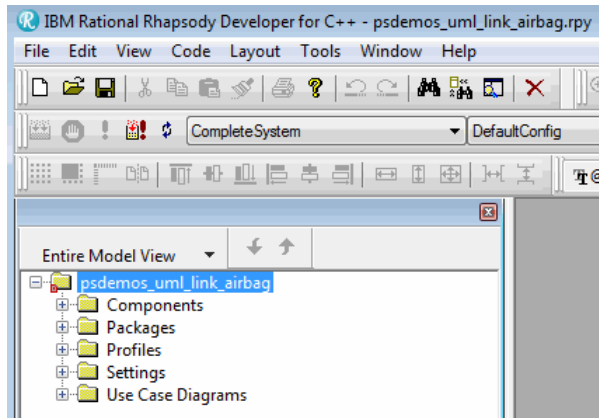 IBM Rational Rhapsody Developer for C++ - psdemos_uml_link_airbag.rpy
File Edit View Code Layout Tools Window Help
CompleteSystem DefaultConfig
Entire Model View
psdemos_uml_link_airbag
Components
Packages
Profiles
Settings
Use Case Diagrams